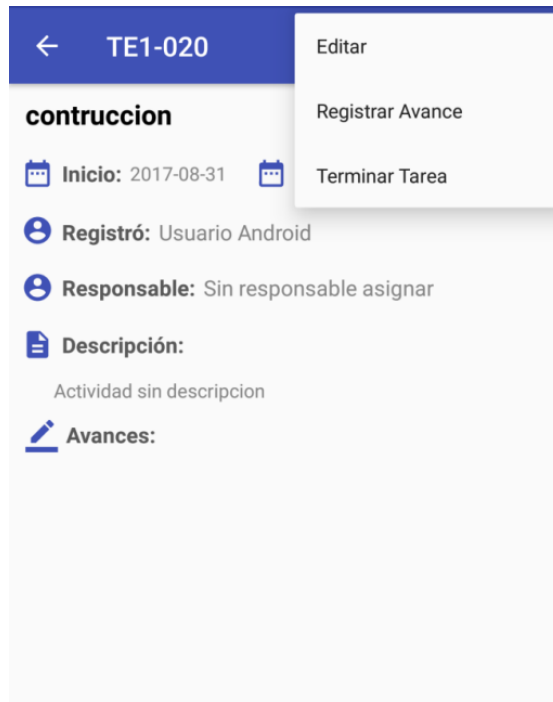 TE1-020
Editar
Registrar Avance
Terminar Tarea
contruccion
Inicio: 2017-08-31
Registró: Usuario Android
Responsable: Sin responsable asignar
Descripción:
Actividad sin descripcion
Avances: